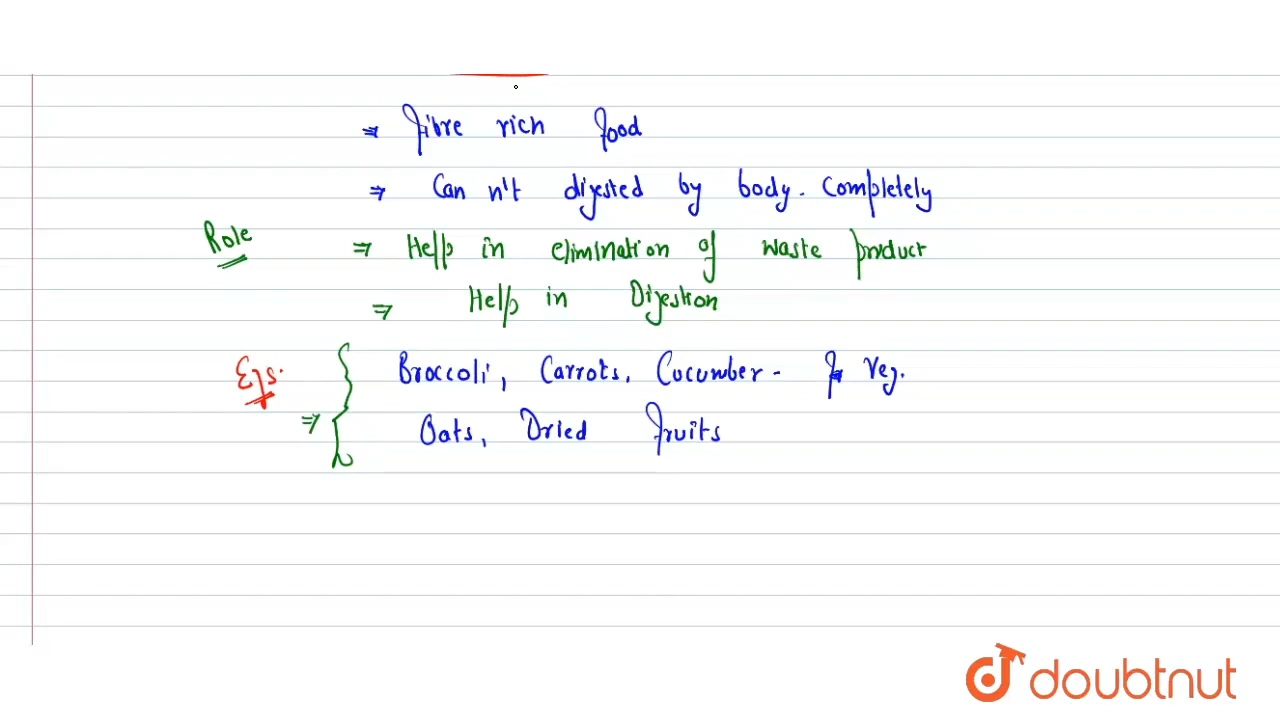 ⇒ Fibre rich food
⇒ Can n't digested by body. Completely
Role ⇒ Help in elimination of waste product
⇒ Help in Digestion
Egs. ⇒ { Broccoli, Carrots, Cucumber - Veg.
Oats, Dried fruits
doubtnut